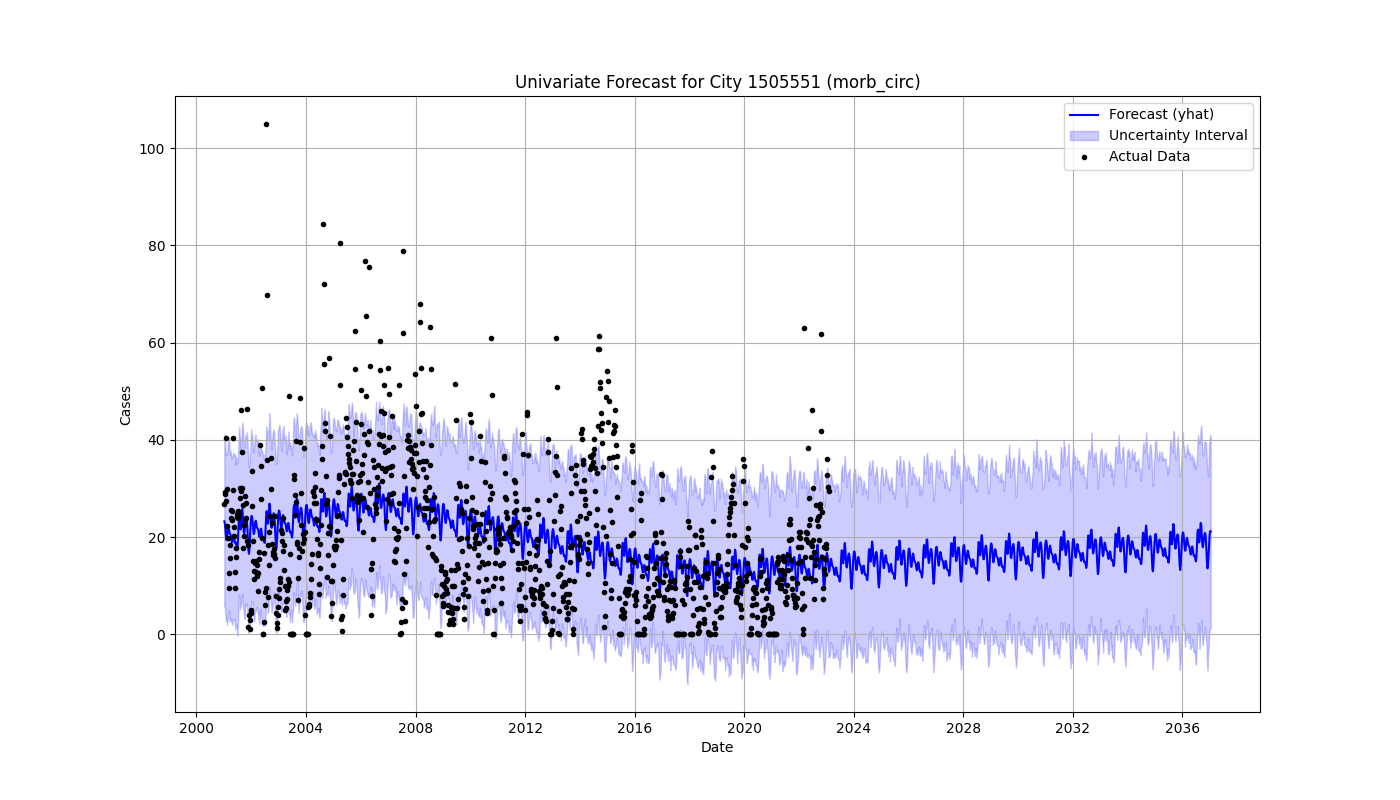 Univariate Forecast for City 1505551 (morb_circ)
Forecast (yhat)
Uncertainty Interval
Actual Data
Cases
100
80
60
40
20
0
2000 2004 2008 2012 2016 2020 2024 2028 2032 2036
Date